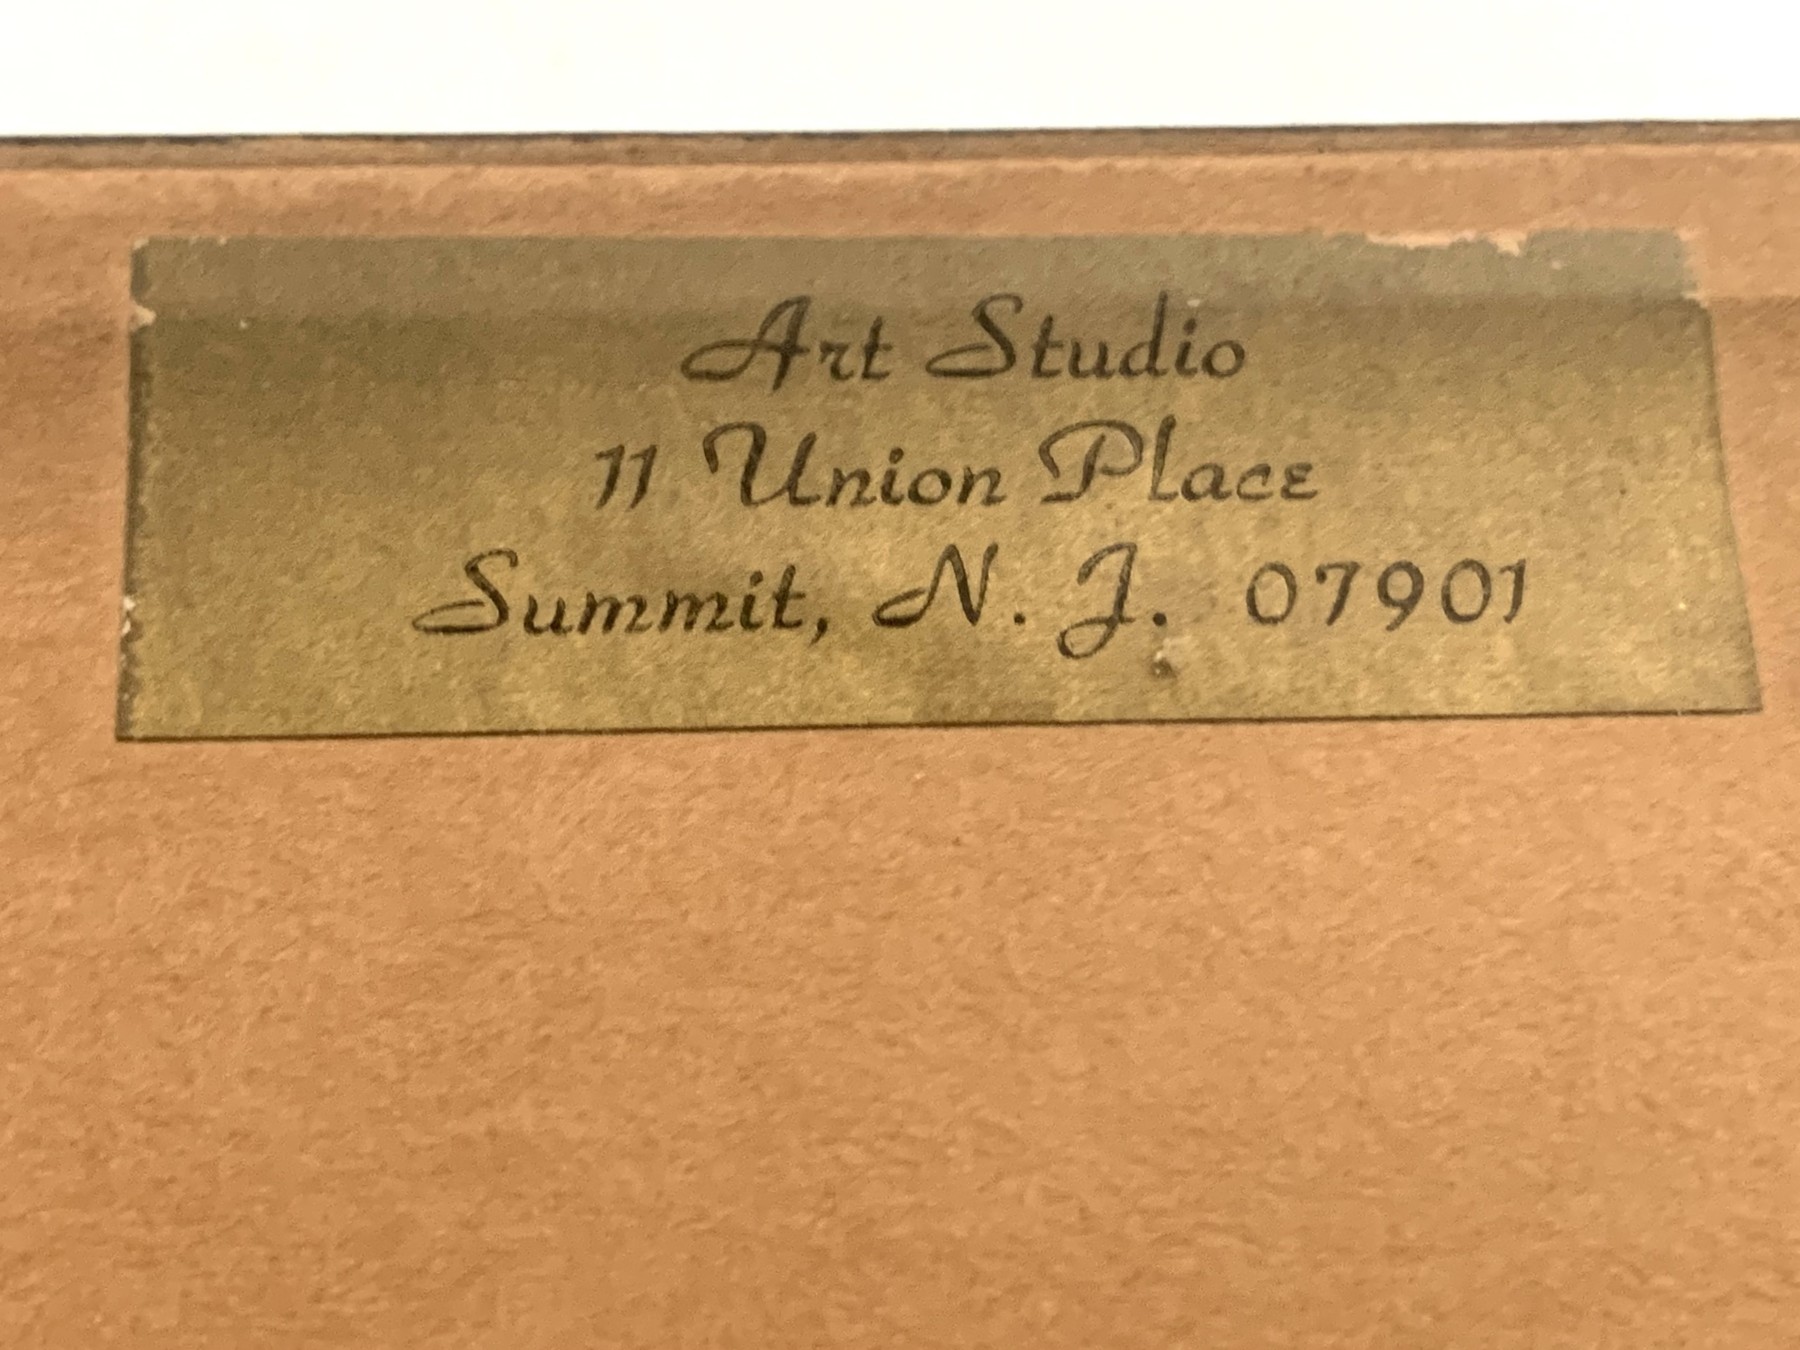 Art Studio
11 Union Place
Summit, N. J. 07901